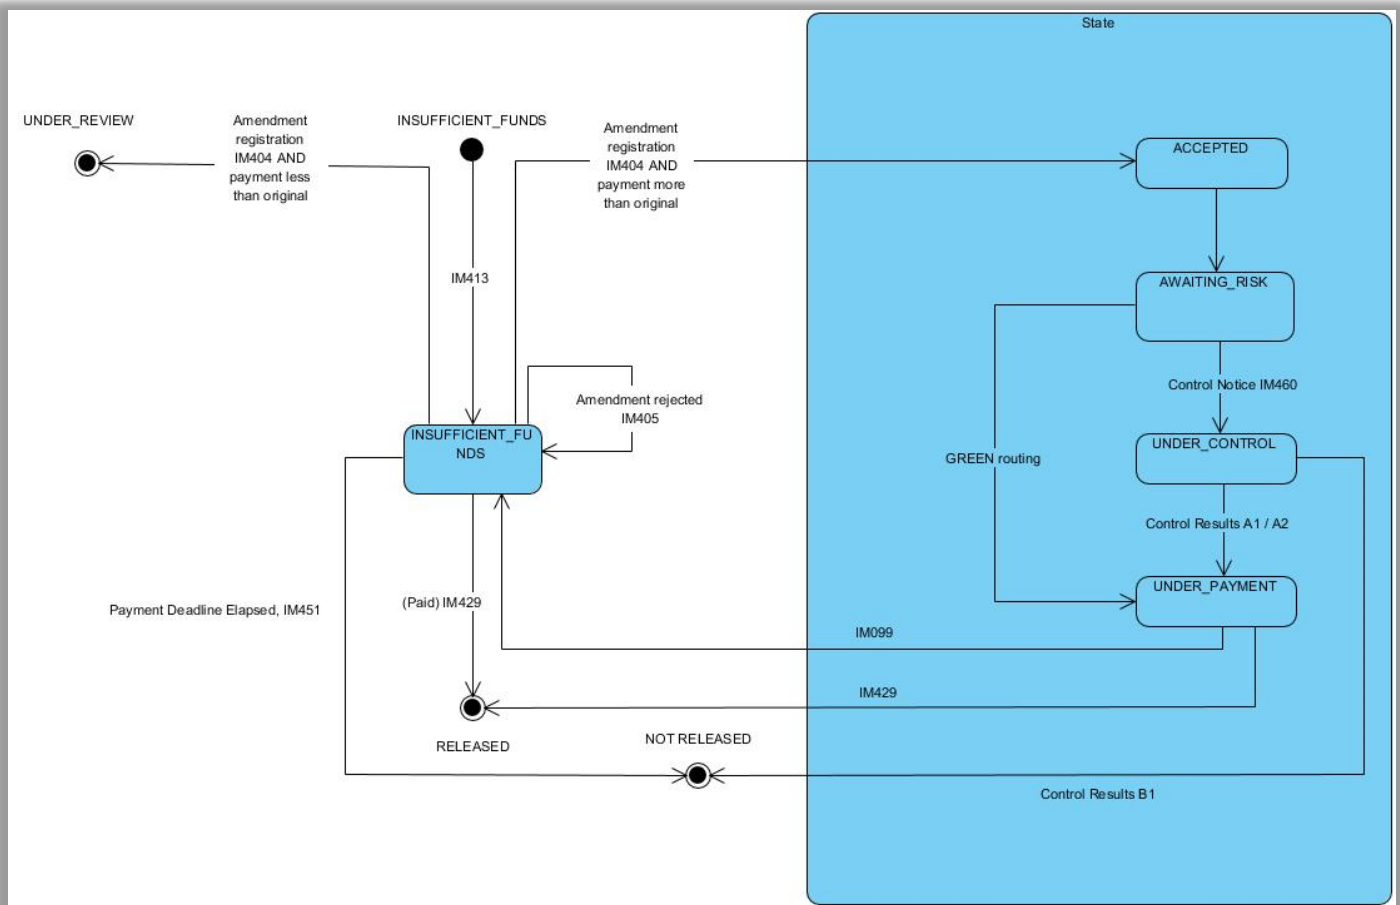 State
UNDER_REVIEW
Amendment
registration
IM404 AND
payment less
than original
INSUFFICIENT_FUNDS
Amendment
registration
IM404 AND
payment more
than original
ACCEPTED
IM413
AWAITING_RISK
Control Notice IM460
Amendment rejected
IM405
INSUFFICIENT_FU
NDS
UNDER_CONTROL
GREEN routing
Control Results A1 / A2
UNDER_PAYMENT
Payment Deadline Elapsed, IM451
(Paid) IM429
IM099
IM429
RELEASED
NOT RELEASED
Control Results B1